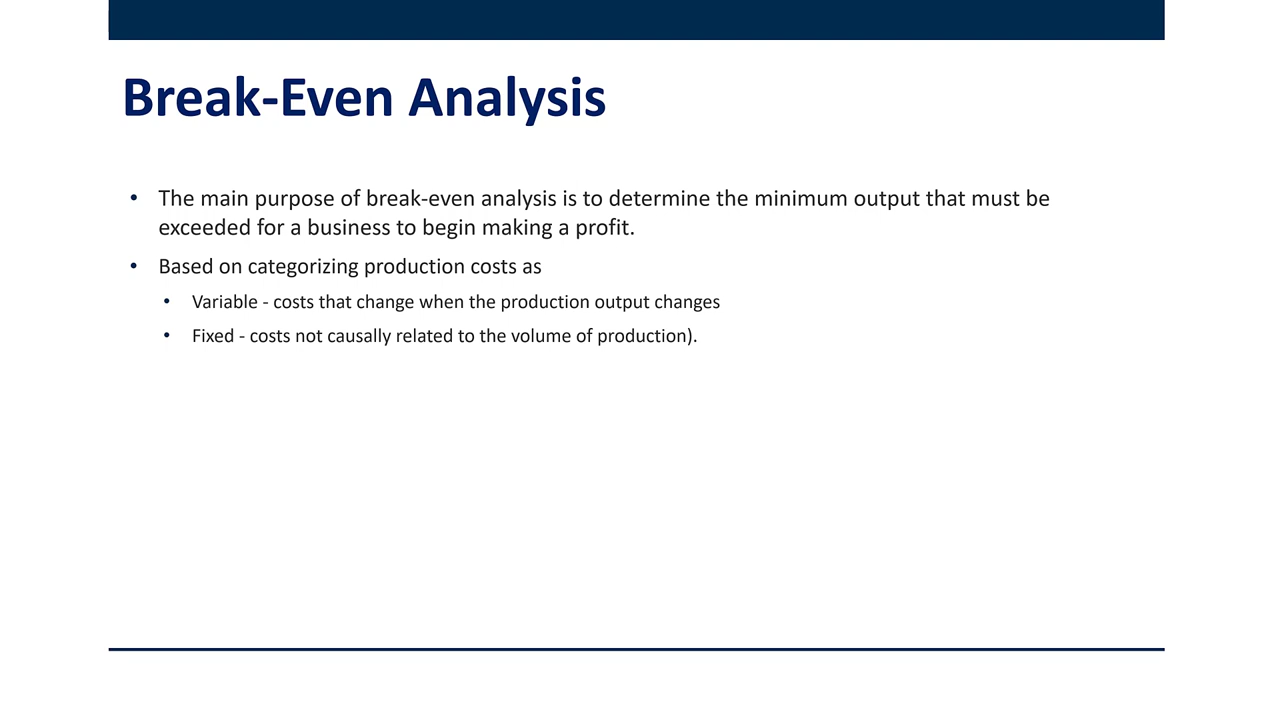 Break-Even Analysis
• The main purpose of break-even analysis is to determine the minimum output that must be
exceeded for a business to begin making a profit.
• Based on categorizing production costs as
• Variable - costs that change when the production output changes
• Fixed - costs not causally related to the volume of production).